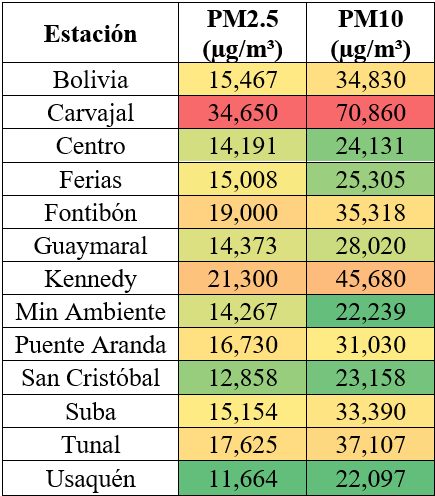 Estación PM2.5 (µg/m³) PM10 (µg/m³)
Bolivia 15,467 34,830
Carvajal 34,650 70,860
Centro 14,191 24,131
Ferias 15,008 25,305
Fontibón 19,000 35,318
Guaymaral 14,373 28,020
Kennedy 21,300 45,680
Min Ambiente 14,267 22,239
Puente Aranda 16,730 31,030
San Cristóbal 12,858 23,158
Suba 15,154 33,390
Tunal 17,625 37,107
Usaquén 11,664 22,097